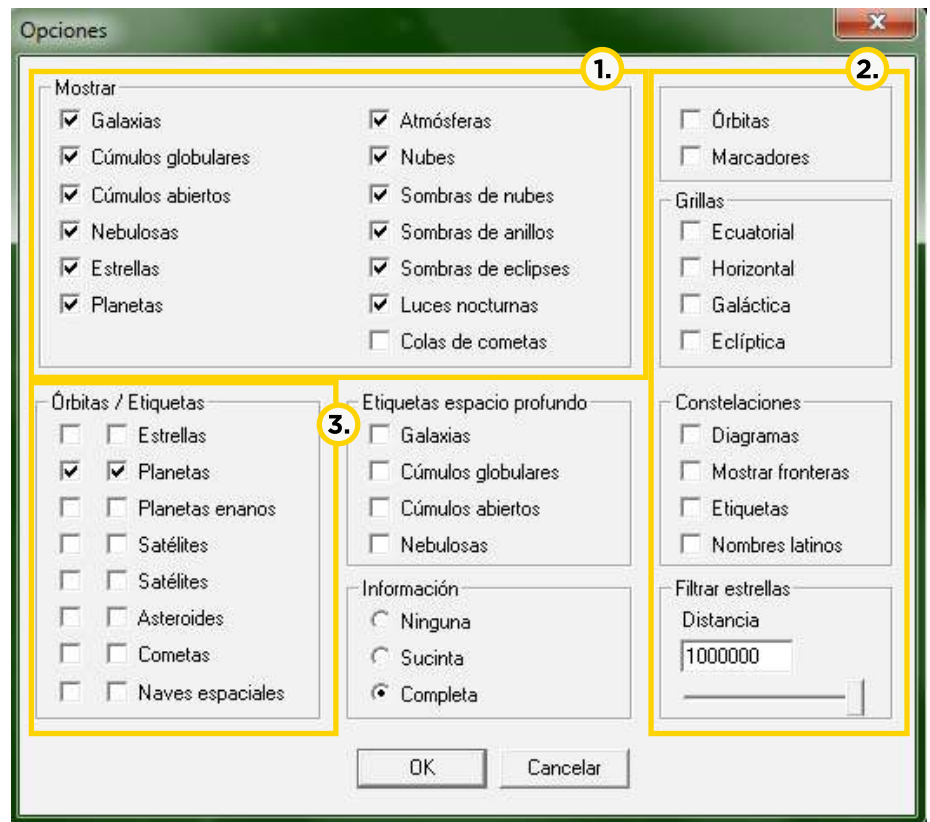 Opciones
1.
2.
Mostrar
Galaxias
Cúmulos globulares
Cúmulos abiertos
Nebulosas
Estrellas
Planetas
Atmósferas
Nubes
Sombras de nubes
Sombras de anillos
Sombras de eclipses
Luces nocturnas
Colas de cometas
Órbitas
Marcadores
Grillas
Ecuatorial
Horizontal
Galáctica
Eclíptica
Órbitas / Etiquetas
3.
Estrellas
Planetas
Planetas enanos
Satélites
Satélites
Asteroides
Cometas
Naves espaciales
Etiquetas espacio profundo
Galaxias
Cúmulos globulares
Cúmulos abiertos
Nebulosas
Información
Ninguna
Sucinta
Completa
Constelaciones
Diagramas
Mostrar fronteras
Etiquetas
Nombres latinos
Filtrar estrellas
Distancia
1000000
OK
Cancelar